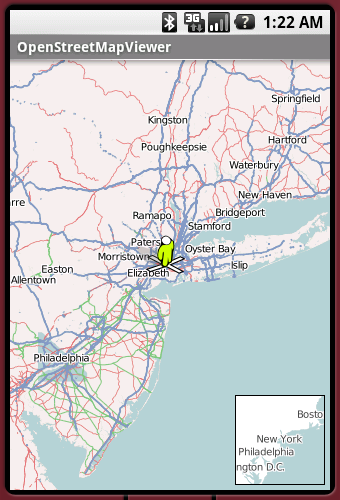 3G ? 1:22 AM
OpenStreetMapViewer
Springfield
Kingston
Hartford
Poughkeepsie
Waterbury
New Haven
arre
Bridgeport
Ramapo
Stamford
Paters
Oyster Bay
Morristown
Islip
Easton
Elizabeth
Allentown
Philadelphia
Bosto
New York
Philadelphia
ngton D.C.